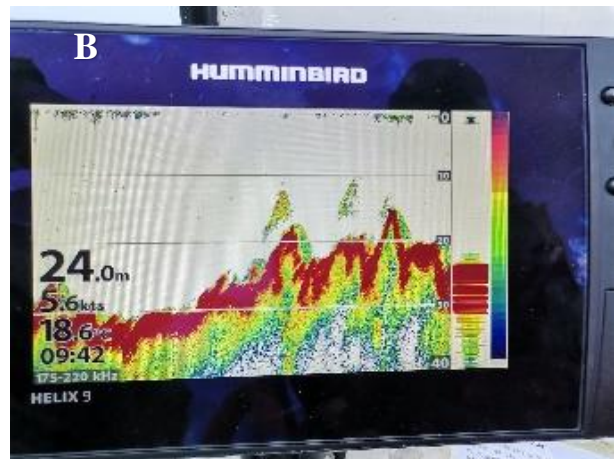 B
HUMMINBIRD
0
10
20
24.0m
5.6kts
30
18.6°C
09:42
40
175-220 kHz
HELIX 9